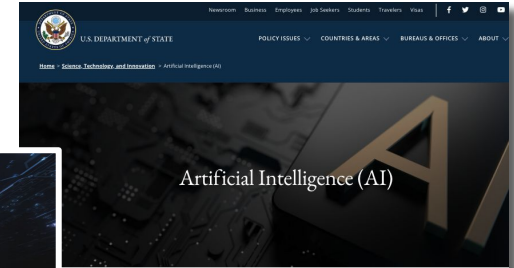 Newsroom Business Employees Job Seekers Students Travelers Visas
U.S. DEPARTMENT of STATE
POLICY ISSUES COUNTRIES & AREAS BUREAUS & OFFICES ABOUT
Home > Science, Technology, and Innovation > Artificial Intelligence (AI)
AI
Artificial Intelligence (AI)